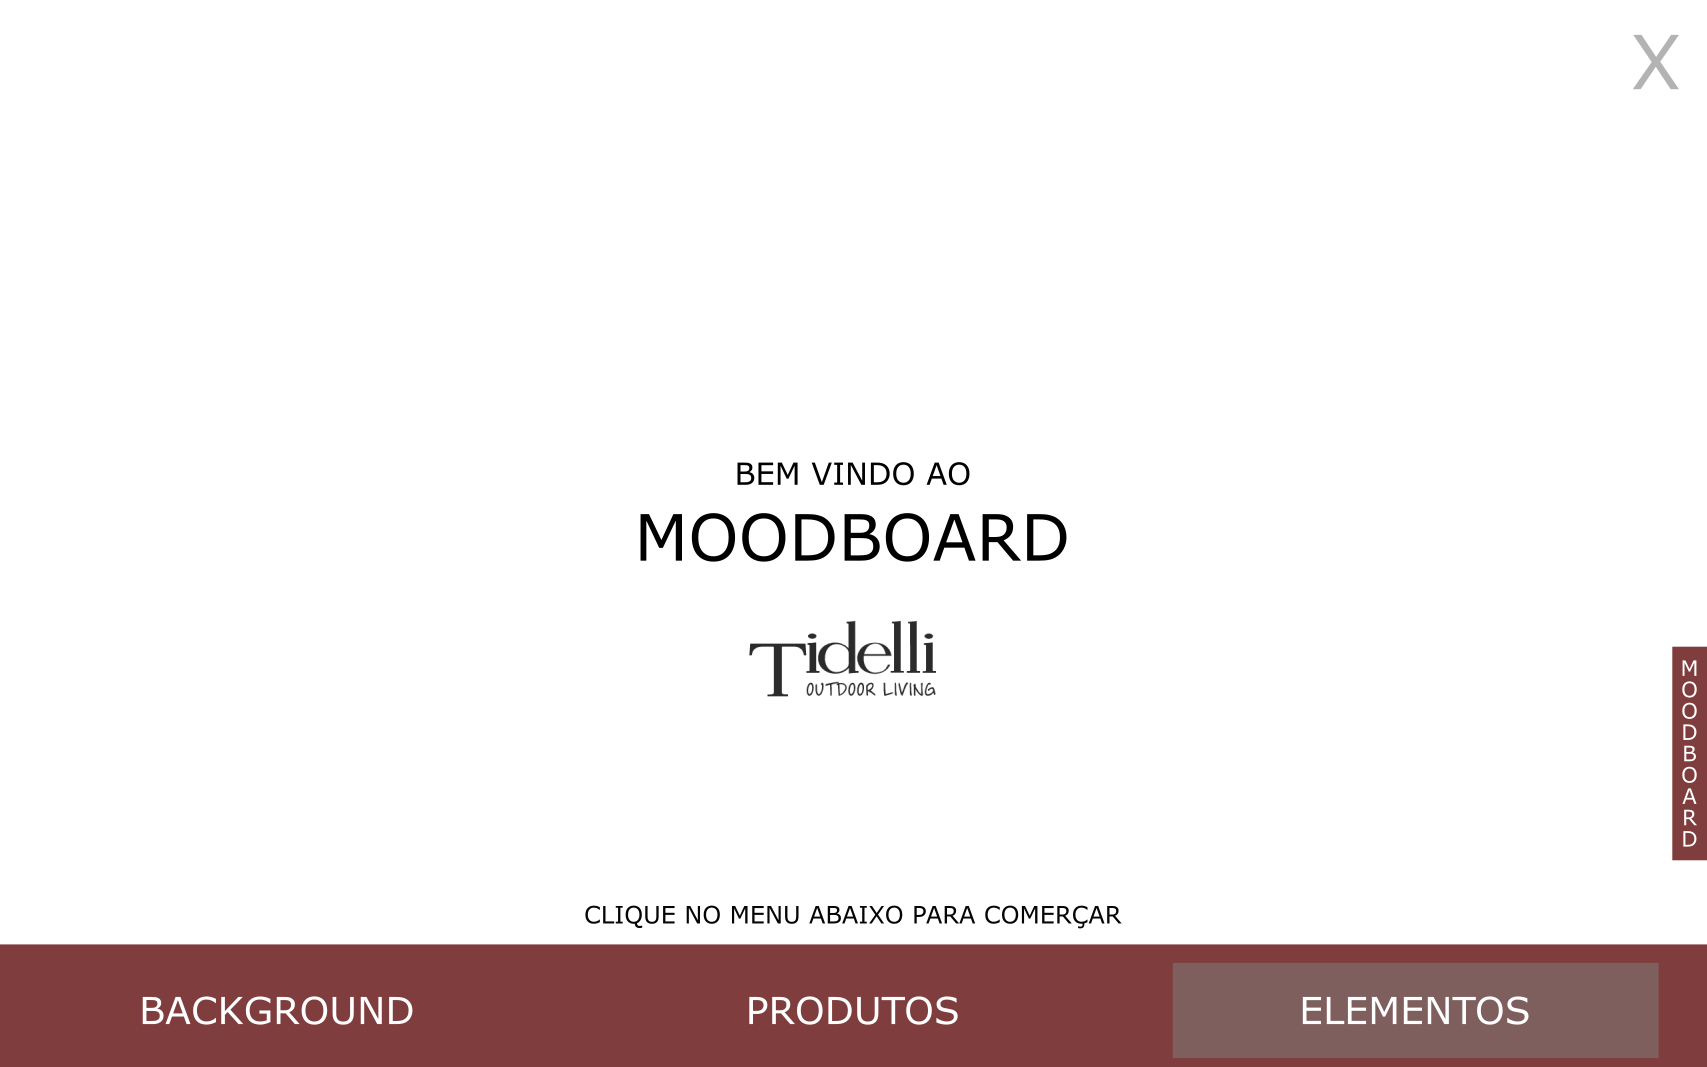 X
BEM VINDO AO
MOODBOARD
Tidelli
OUTDOOR LIVING
MOODBOARD
CLIQUE NO MENU ABAIXO PARA COMERÇAR
BACKGROUND
PRODUTOS
ELEMENTOS